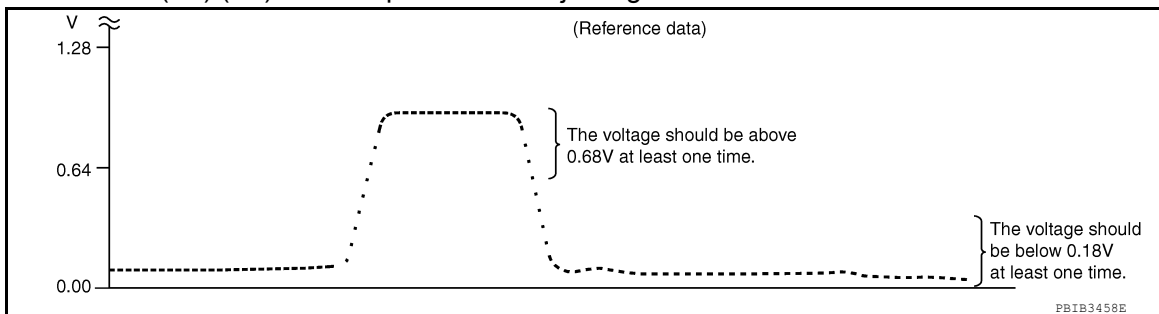 V
(Reference data)
1.28
The voltage should be above
0.68V at least one time.
0.64
The voltage should
be below 0.18V
at least one time.
0.00
PBIB3458E